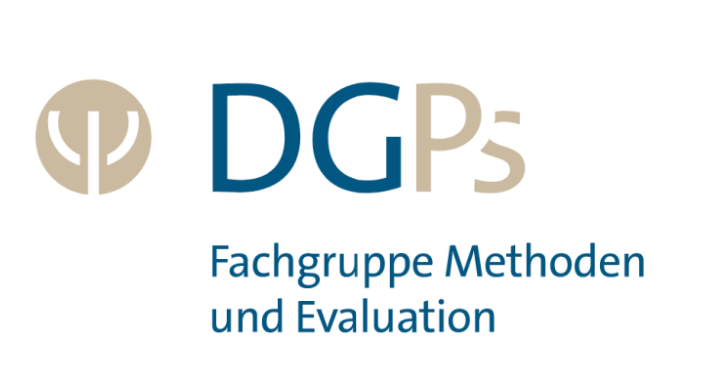 DGPs
Fachgruppe Methoden
und Evaluation